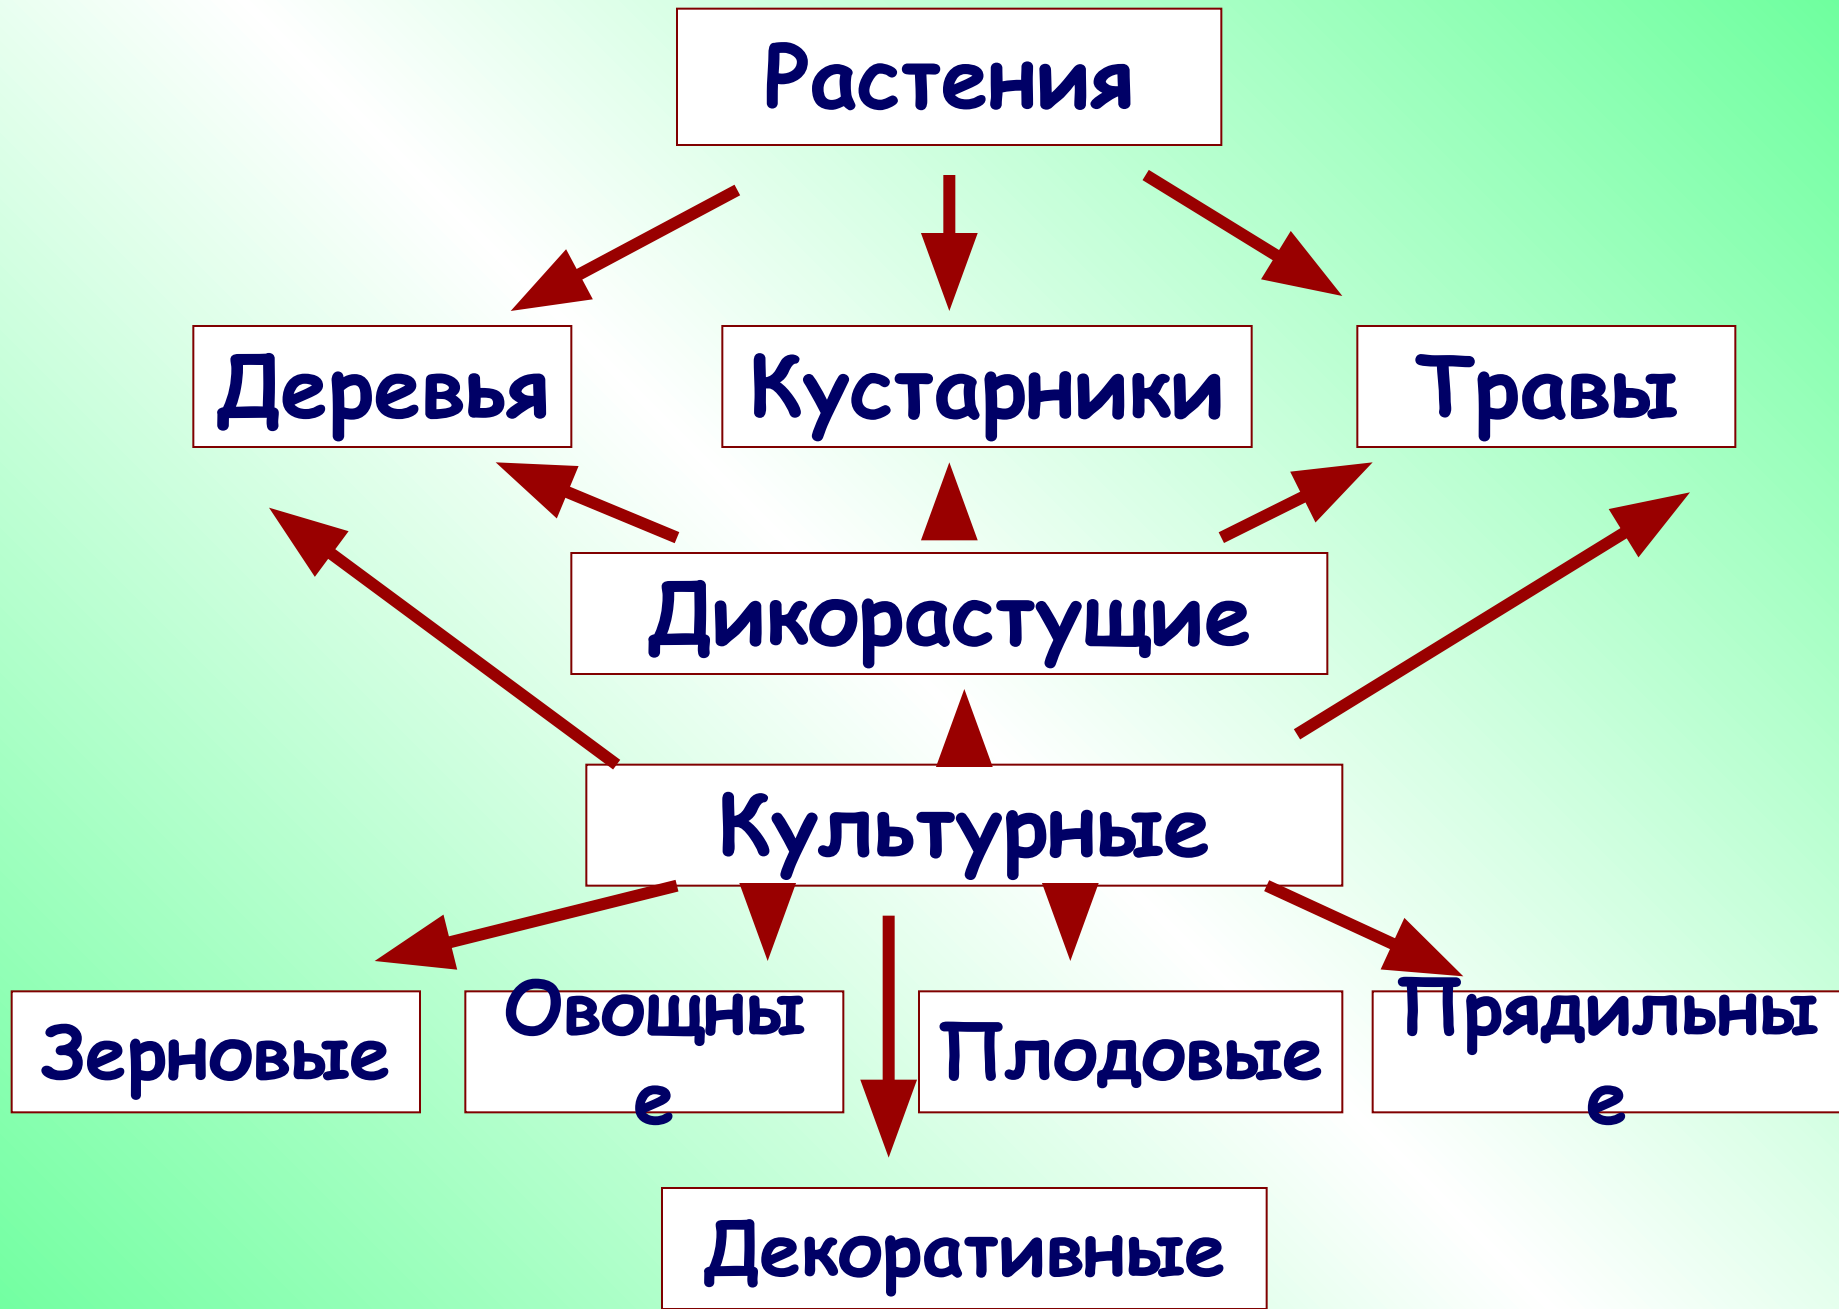 Растения
Деревья
Кустарники
Травы
Дикорастущие
Культурные
Зерновые
Овощны
е
Плодовые
Прядильны
е
Декоративные